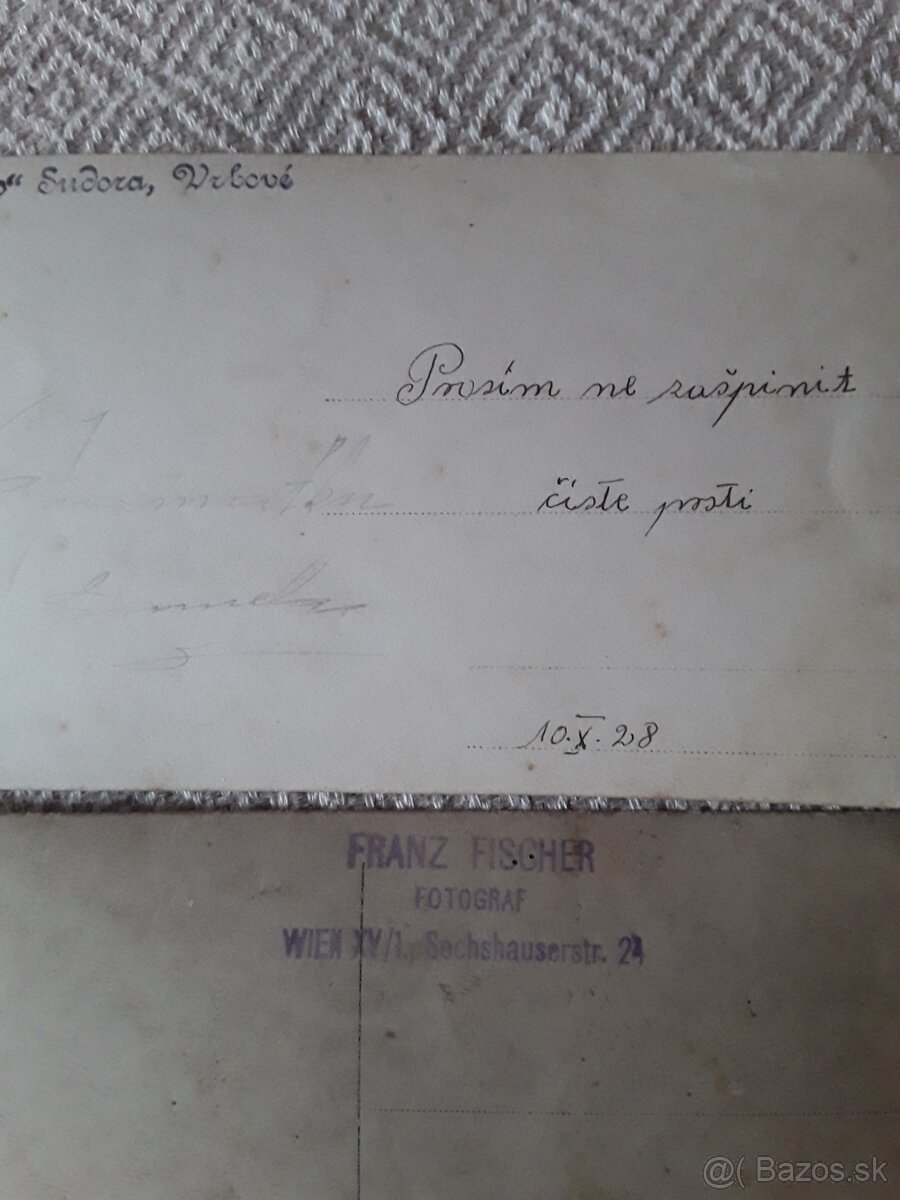 “ Sudora, Vrbové
Prosím ne zašpinit
čiste prsti
10.X.28
FRANZ FISCHER
FOTOGRAF
WIEN XV/1. Sechshauserstr. 24
@( Bazos.sk